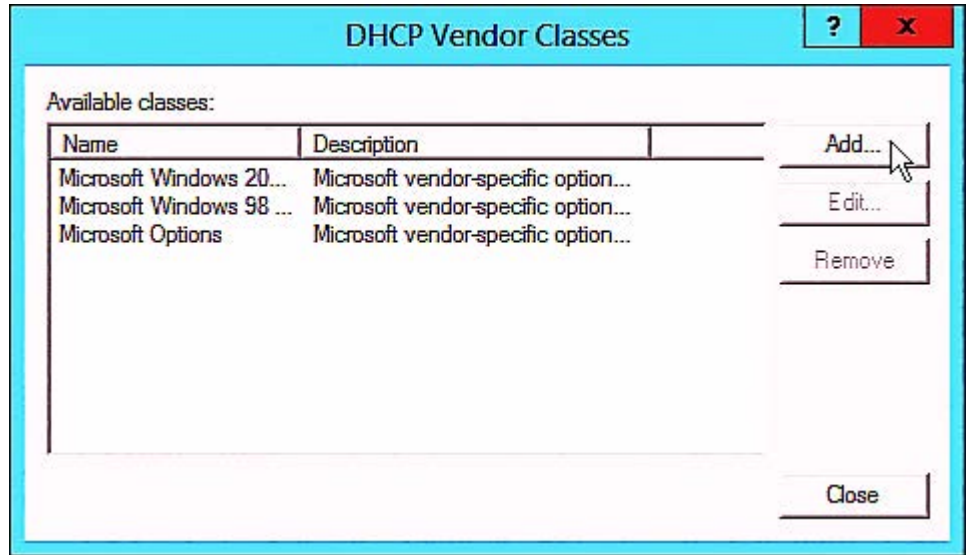 DHCP Vendor Classes
? x
Available classes:
Name Description
Add...
Microsoft Windows 20... Microsoft vendor-specific option...
Microsoft Windows 98 ... Microsoft vendor-specific option...
Edit...
Microsoft Options Microsoft vendor-specific option...
Remove
Close